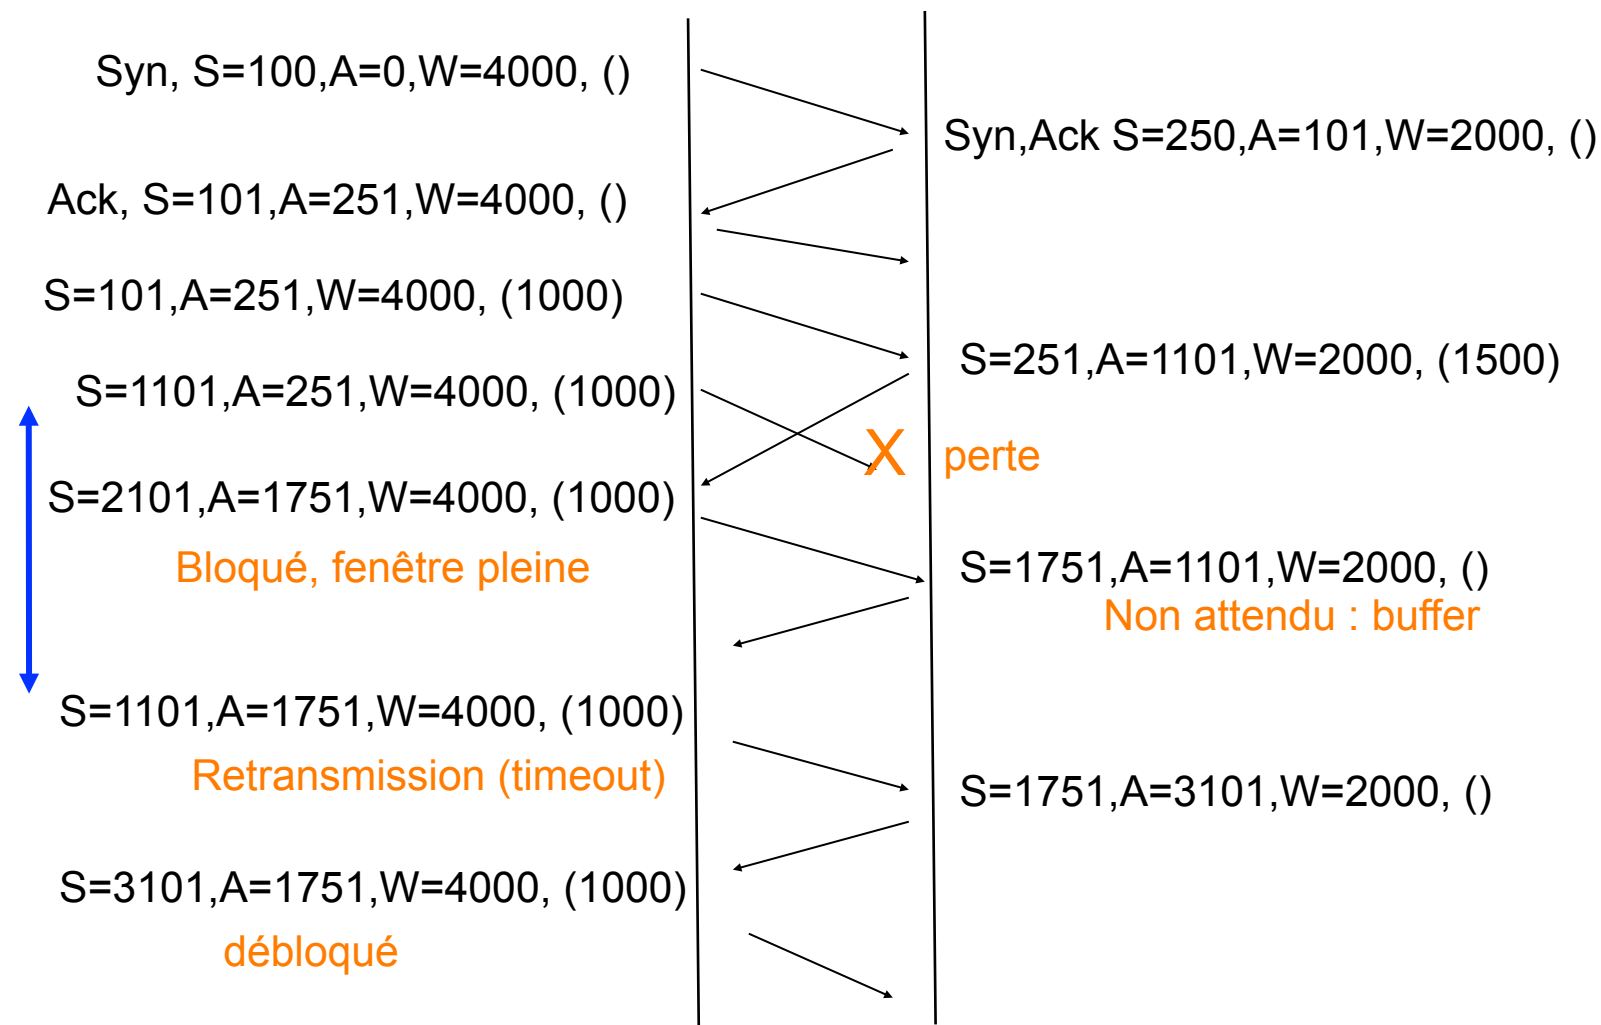 Syn, S=100,A=0,W=4000, ()
Syn,Ack S=250,A=101,W=2000, ()
Ack, S=101,A=251,W=4000, ()
S=101,A=251,W=4000, (1000)
S=251,A=1101,W=2000, (1500)
S=1101,A=251,W=4000, (1000)
X perte
S=2101,A=1751,W=4000, (1000)
Bloqué, fenêtre pleine
S=1751,A=1101,W=2000, ()
Non attendu : buffer
S=1101,A=1751,W=4000, (1000)
Retransmission (timeout)
S=1751,A=3101,W=2000, ()
S=3101,A=1751,W=4000, (1000)
débloqué